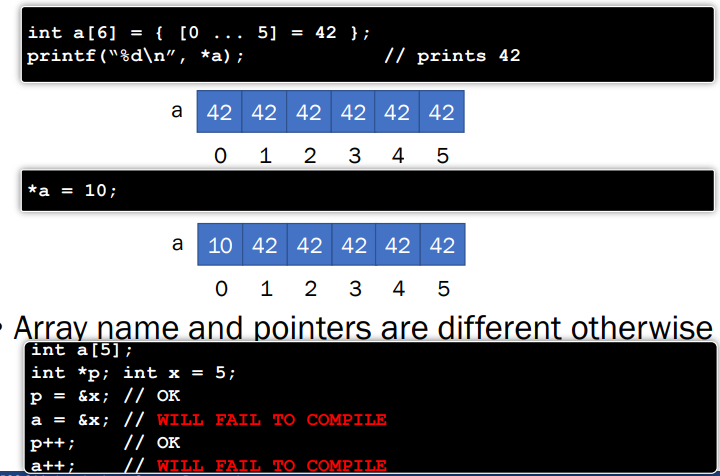 int a[6] = { [0 ... 5] = 42 };
printf(“%d\n”, *a); // prints 42
a 42 42 42 42 42 42
0 1 2 3 4 5
*a = 10;
a 10 42 42 42 42 42
0 1 2 3 4 5
• Array name and pointers are different otherwise
int a[5];
int *p; int x = 5;
p = &x; // OK
a = &x; // WILL FAIL TO COMPILE
p++; // OK
a++; // WILL FAIL TO COMPILE